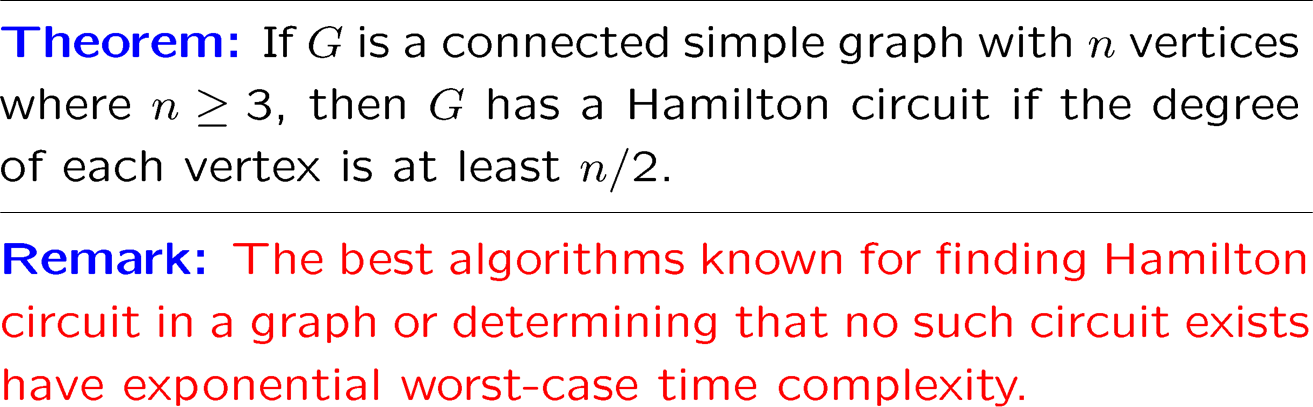 Theorem: If G is a connected simple graph with n vertices
where n ≥ 3, then G has a Hamilton circuit if the degree
of each vertex is at least n/2.
Remark: The best algorithms known for finding Hamilton
circuit in a graph or determining that no such circuit exists
have exponential worst-case time complexity.